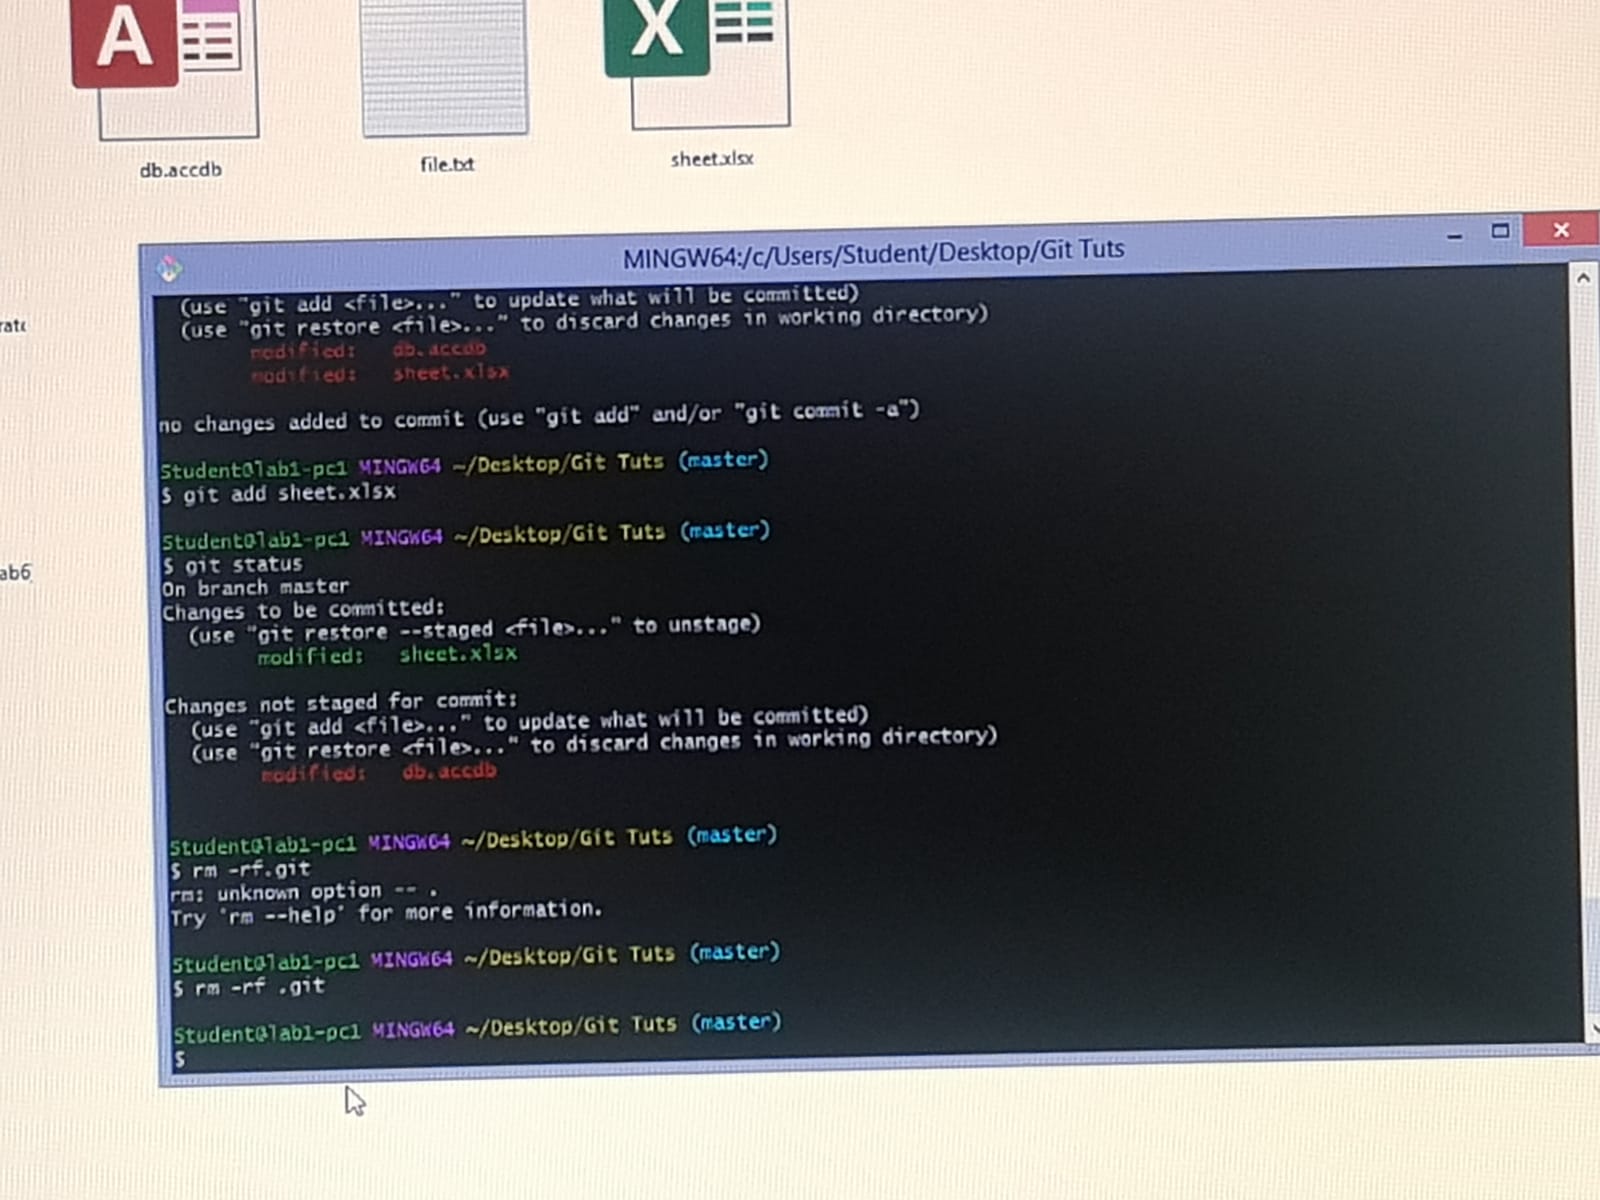 A
X
db.accdb
file.txt
sheet.xlsx
MINGW64:/c/Users/Student/Desktop/Git Tuts
(use "git add <file>..." to update what will be committed)
(use "git restore <file>..." to discard changes in working directory)
modified: db.accdb
modified: sheet.xlsx
no changes added to commit (use "git add" and/or "git commit -a")
Student@lab1-pc1 MINGW64 ~/Desktop/Git Tuts (master)
$ git add sheet.xlsx
Student@lab1-pc1 MINGW64 ~/Desktop/Git Tuts (master)
$ git status
On branch master
Changes to be committed:
(use "git restore --staged <file>..." to unstage)
modified: sheet.xlsx
Changes not staged for commit:
(use "git add <file>..." to update what will be committed)
(use "git restore <file>..." to discard changes in working directory)
modified: db.accdb
Student@lab1-pc1 MINGW64 ~/Desktop/Git Tuts (master)
$ rm -rf.git
rm: unknown option -- .
Try 'rm --help' for more information.
Student@lab1-pc1 MINGW64 ~/Desktop/Git Tuts (master)
$ rm -rf .git
Student@lab1-pc1 MINGW64 ~/Desktop/Git Tuts (master)
$